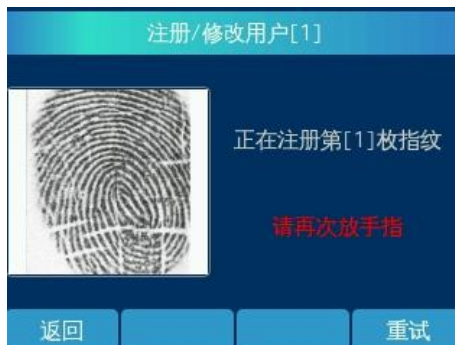 注册/修改用户[1]
正在注册第[1]枚指纹
请再次放手指
返回
重试